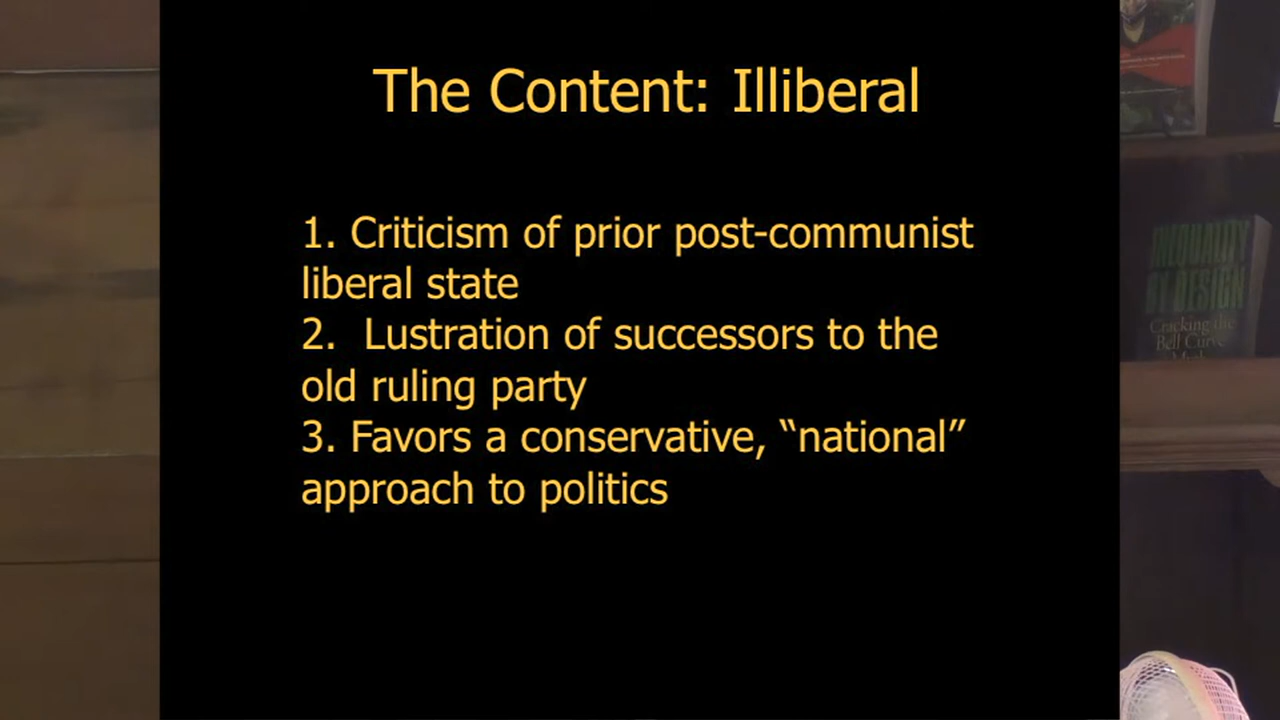 The Content: Illiberal
1. Criticism of prior post-communist
liberal state
2.  Lustration of successors to the
old ruling party
3. Favors a conservative, “national”
approach to politics
INEQUALITY
BY DESIGN
Cracking the
Bell Curve